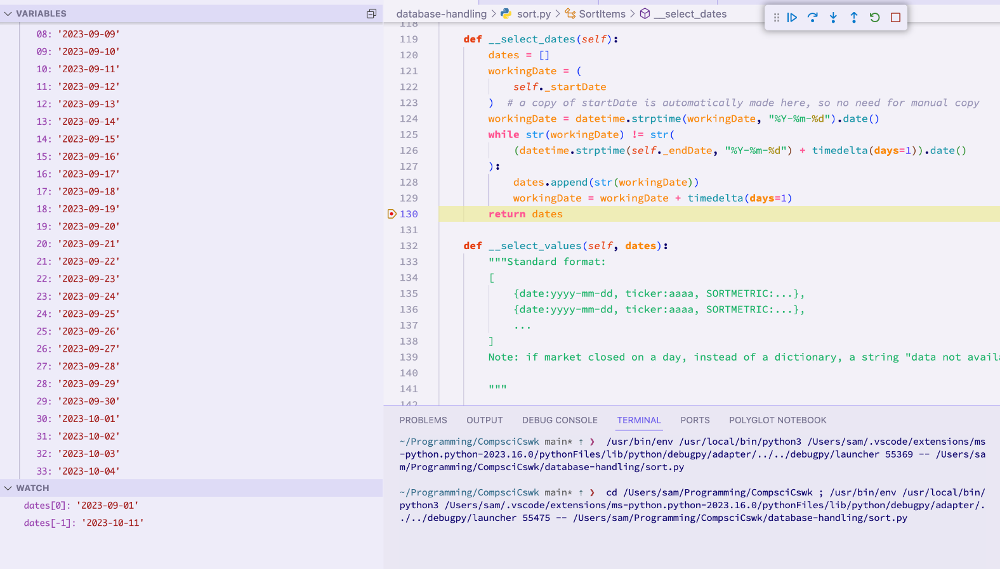 VARIABLES
08: '2023-09-09'
09: '2023-09-10'
10: '2023-09-11'
11: '2023-09-12'
12: '2023-09-13'
13: '2023-09-14'
14: '2023-09-15'
15: '2023-09-16'
16: '2023-09-17'
17: '2023-09-18'
18: '2023-09-19'
19: '2023-09-20'
20: '2023-09-21'
21: '2023-09-22'
22: '2023-09-23'
23: '2023-09-24'
24: '2023-09-25'
25: '2023-09-26'
26: '2023-09-27'
27: '2023-09-28'
28: '2023-09-29'
29: '2023-09-30'
30: '2023-10-01'
31: '2023-10-02'
32: '2023-10-03'
33: '2023-10-04'
WATCH
dates[0]: '2023-09-01'
dates[-1]: '2023-10-11'
database-handling > sort.py > SortItems > __select_dates
118
119 def __select_dates(self):
120 dates = []
121 workingDate = (
122 self._startDate
123 ) # a copy of startDate is automatically made here, so no need for manual copy
124 workingDate = datetime.strptime(workingDate, "%Y-%m-%d").date()
125 while str(workingDate) != str(
126 (datetime.strptime(self._endDate, "%Y-%m-%d") + timedelta(days=1)).date()
127 ):
128 dates.append(str(workingDate))
129 workingDate = workingDate + timedelta(days=1)
130 return dates
131
132 def __select_values(self, dates):
133 """Standard format:
134 [
135 {date:yyyy-mm-dd, ticker:aaaa, SORTMETRIC:...},
136 {date:yyyy-mm-dd, ticker:aaaa, SORTMETRIC:...},
137 ...
138 ]
139 Note: if market closed on a day, instead of a dictionary, a string "data not avail
140
141 """
142
PROBLEMS OUTPUT DEBUG CONSOLE TERMINAL PORTS POLYGLOT NOTEBOOK
~/Programming/CompsciCswk main* ↑ ❯ /usr/bin/env /usr/local/bin/python3 /Users/sam/.vscode/extensions/ms
-python.python-2023.16.0/pythonFiles/lib/python/debugpy/adapter/../../debugpy/launcher 55369 -- /Users/sa
m/Programming/CompsciCswk/database-handling/sort.py
~/Programming/CompsciCswk main* ↑ ❯ cd /Users/sam/Programming/CompsciCswk ; /usr/bin/env /usr/local/bin/
python3 /Users/sam/.vscode/extensions/ms-python.python-2023.16.0/pythonFiles/lib/python/debugpy/adapter/.
./../debugpy/launcher 55475 -- /Users/sam/Programming/CompsciCswk/database-handling/sort.py